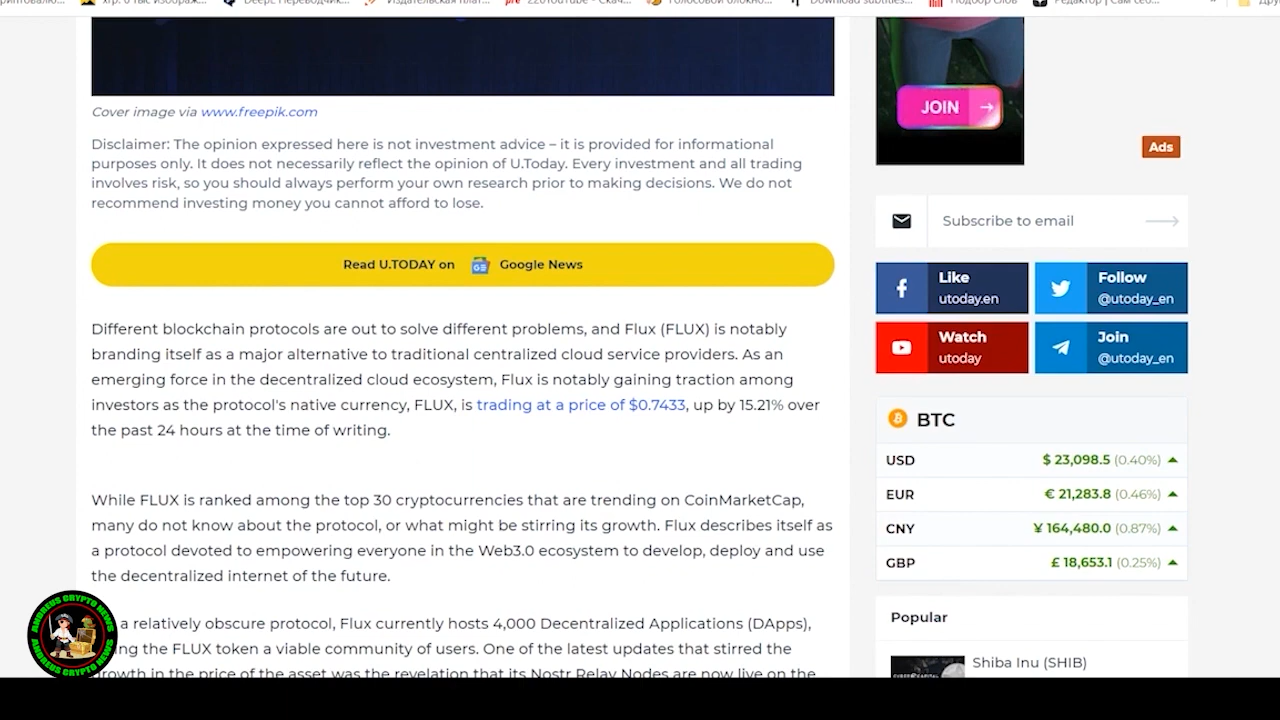 Cover image via www.freepik.com
Disclaimer: The opinion expressed here is not investment advice – it is provided for informational
purposes only. It does not necessarily reflect the opinion of U.Today. Every investment and all trading
involves risk, so you should always perform your own research prior to making decisions. We do not
recommend investing money you cannot afford to lose.
Read U.TODAY on Google News
Different blockchain protocols are out to solve different problems, and Flux (FLUX) is notably
branding itself as a major alternative to traditional centralized cloud service providers. As an
emerging force in the decentralized cloud ecosystem, Flux is notably gaining traction among
investors as the protocol's native currency, FLUX, is trading at a price of $0.7433, up by 15.21% over
the past 24 hours at the time of writing.
While FLUX is ranked among the top 30 cryptocurrencies that are trending on CoinMarketCap,
many do not know about the protocol, or what might be stirring its growth. Flux describes itself as
a protocol devoted to empowering everyone in the Web3.0 ecosystem to develop, deploy and use
the decentralized internet of the future.
a relatively obscure protocol, Flux currently hosts 4,000 Decentralized Applications (DApps),
the FLUX token a viable community of users. One of the latest updates that stirred the
growth in the price of the asset was the revelation that its Nostr Relay Nodes are now live on the
JOIN
Ads
Subscribe to email
Like
utoday.en
Follow
@utoday_en
Watch
utoday
Join
@utoday_en
BTC
USD $ 23,098.5 (0.40%)
EUR € 21,283.8 (0.46%)
CNY ¥ 164,480.0 (0.87%)
GBP £ 18,653.1 (0.25%)
Popular
Shiba Inu (SHIB)
ANDREUS CRYPTO NEWS
ANDREUS CRYPTO NEWS